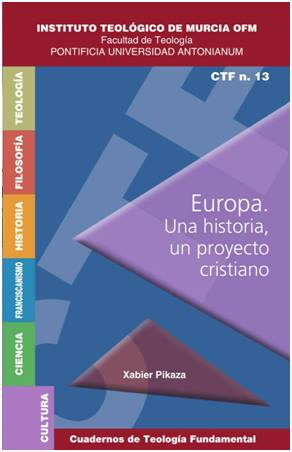 INSTITUTO TEOLÓGICO DE MURCIA OFM
Facultad de Teología
PONTIFICIA UNIVERSIDAD ANTONIANUM
CTF n. 13
TEOLOGÍA
FILOSOFÍA
HISTORIA
FRANCISCANISMO
CIENCIA
CULTURA
Europa.
Una historia,
un proyecto
cristiano
Xabier Pikaza
Cuadernos de Teología Fundamental